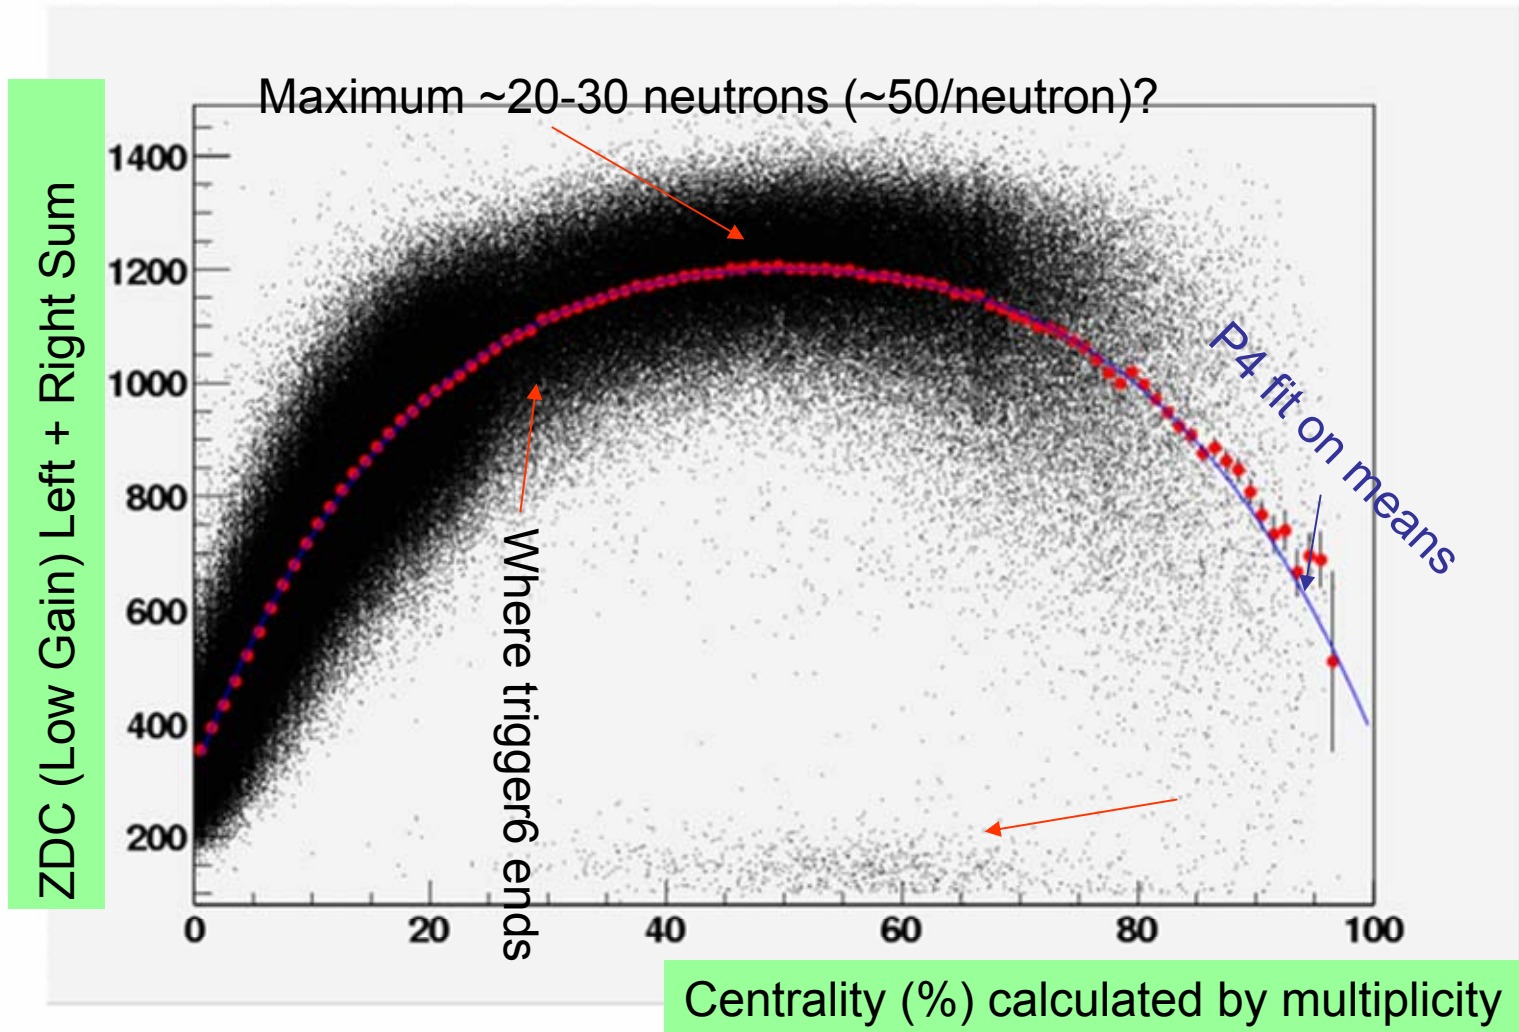 Maximum ~20-30 neutrons (~50/neutron)?
ZDC (Low Gain) Left + Right Sum
1400
1200
1000
800
600
400
200
P4 fit on means
Where trigger6 ends
0 20 40 60 80 100
Centrality (%) calculated by multiplicity